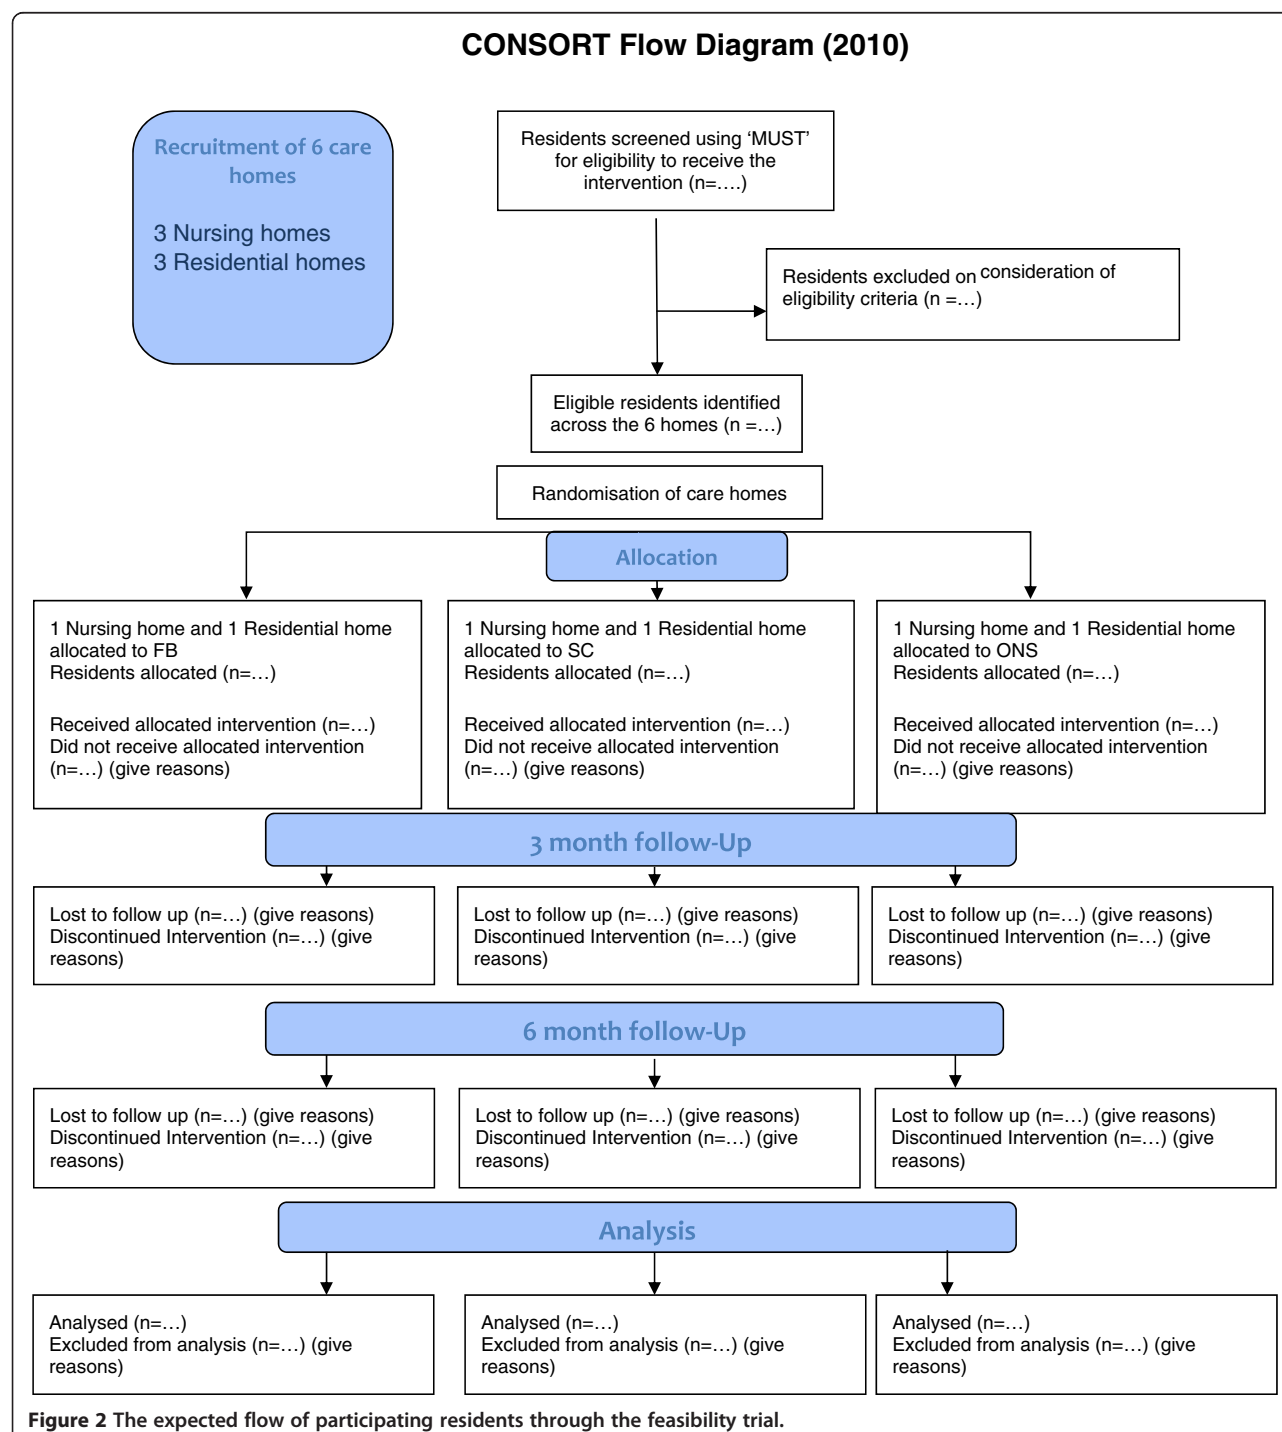 CONSORT Flow Diagram (2010)
Recruitment of 6 care
homes
3 Nursing homes
3 Residential homes
Residents screened using ‘MUST’
for eligibility to receive the
intervention (n=….)
Residents excluded on consideration of
eligibility criteria (n =…)
Eligible residents identified
across the 6 homes (n =…)
Randomisation of care homes
Allocation
1 Nursing home and 1 Residential home
allocated to FB
Residents allocated (n=…)
Received allocated intervention (n=…)
Did not receive allocated intervention
(n=…) (give reasons)
1 Nursing home and 1 Residential home
allocated to SC
Residents allocated (n=…)
Received allocated intervention (n=…)
Did not receive allocated intervention
(n=…) (give reasons)
1 Nursing home and 1 Residential home
allocated to ONS
Residents allocated (n=…)
Received allocated intervention (n=…)
Did not receive allocated intervention
(n=…) (give reasons)
3 month follow-Up
Lost to follow up (n=…) (give reasons)
Discontinued Intervention (n=…) (give
reasons)
Lost to follow up (n=…) (give reasons)
Discontinued Intervention (n=…) (give
reasons)
Lost to follow up (n=…) (give reasons)
Discontinued Intervention (n=…) (give
reasons)
6 month follow-Up
Lost to follow up (n=…) (give reasons)
Discontinued Intervention (n=…) (give
reasons)
Lost to follow up (n=…) (give reasons)
Discontinued Intervention (n=…) (give
reasons)
Lost to follow up (n=…) (give reasons)
Discontinued Intervention (n=…) (give
reasons)
Analysis
Analysed (n=…)
Excluded from analysis (n=…) (give
reasons)
Analysed (n=…)
Excluded from analysis (n=…) (give
reasons)
Analysed (n=…)
Excluded from analysis (n=…) (give
reasons)
Figure 2 The expected flow of participating residents through the feasibility trial.